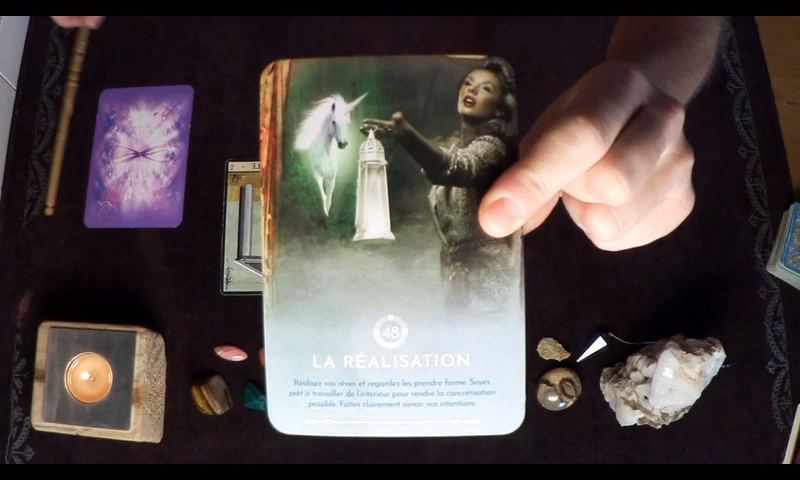 48
LA RÉALISATION
Réalisez vos rêves et regardez-les prendre forme. Soyez
prêt à travailler de l'intérieur pour rendre la concrétisation
possible. Faites clairement savoir vos intentions.